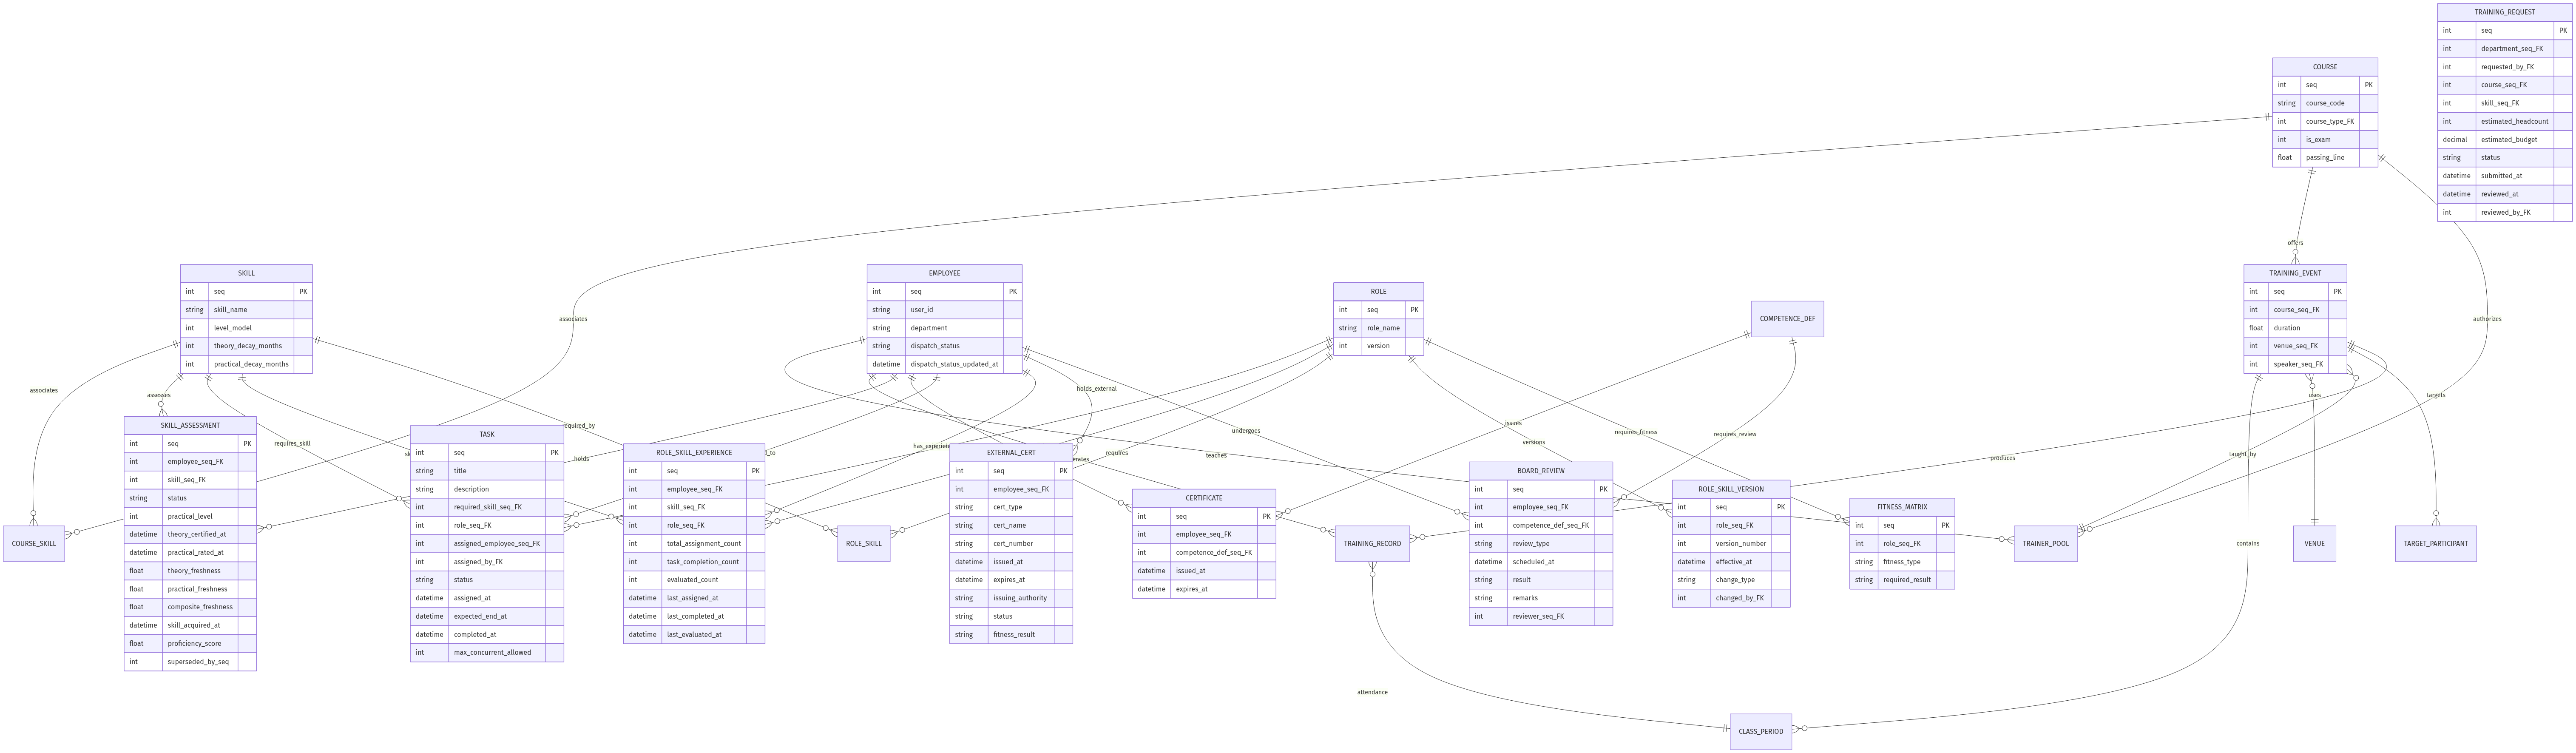 TRAINING_REQUEST
int seq PK
int department_seq_FK
int requested_by_FK
int course_seq_FK
int skill_seq_FK
int estimated_headcount
decimal estimated_budget
string status
datetime submitted_at
datetime reviewed_at
int reviewed_by_FK
COURSE
int seq PK
string course_code
int course_type_FK
int is_exam
float passing_line
offers
authorizes
associates
SKILL
int seq PK
string skill_name
int level_model
int theory_decay_months
int practical_decay_months
EMPLOYEE
int seq PK
string user_id
string department
string dispatch_status
datetime dispatch_status_updated_at
ROLE
int seq PK
string role_name
int version
COMPETENCE_DEF
TRAINING_EVENT
int seq PK
int course_seq_FK
float duration
int venue_seq_FK
int speaker_seq_FK
associates
assesses
requires_skill
required_by
holds
has_experience
holds_external
requires
teaches
undergoes
issues
versions
requires_fitness
requires_review
produces
taught_by
uses
targets
contains
attendance
COURSE_SKILL
SKILL_ASSESSMENT
int seq PK
int employee_seq_FK
int skill_seq_FK
string status
int practical_level
datetime theory_certified_at
datetime practical_rated_at
float theory_freshness
float practical_freshness
float composite_freshness
datetime skill_acquired_at
float proficiency_score
int superseded_by_seq
TASK
int seq PK
string title
string description
int required_skill_seq_FK
int role_seq_FK
int assigned_employee_seq_FK
int assigned_by_FK
string status
datetime assigned_at
datetime expected_end_at
datetime completed_at
int max_concurrent_allowed
ROLE_SKILL_EXPERIENCE
int seq PK
int employee_seq_FK
int skill_seq_FK
int role_seq_FK
int total_assignment_count
int task_completion_count
int evaluated_count
datetime last_assigned_at
datetime last_completed_at
datetime last_evaluated_at
ROLE_SKILL
EXTERNAL_CERT
int seq PK
int employee_seq_FK
string cert_type
string cert_name
string cert_number
datetime issued_at
datetime expires_at
string issuing_authority
string status
string fitness_result
CERTIFICATE
int seq PK
int employee_seq_FK
int competence_def_seq_FK
datetime issued_at
datetime expires_at
TRAINING_RECORD
BOARD_REVIEW
int seq PK
int employee_seq_FK
int competence_def_seq_FK
string review_type
datetime scheduled_at
string result
string remarks
int reviewer_seq_FK
ROLE_SKILL_VERSION
int seq PK
int role_seq_FK
int version_number
datetime effective_at
string change_type
int changed_by_FK
FITNESS_MATRIX
int seq PK
int role_seq_FK
string fitness_type
string required_result
TRAINER_POOL
VENUE
TARGET_PARTICIPANT
CLASS_PERIOD